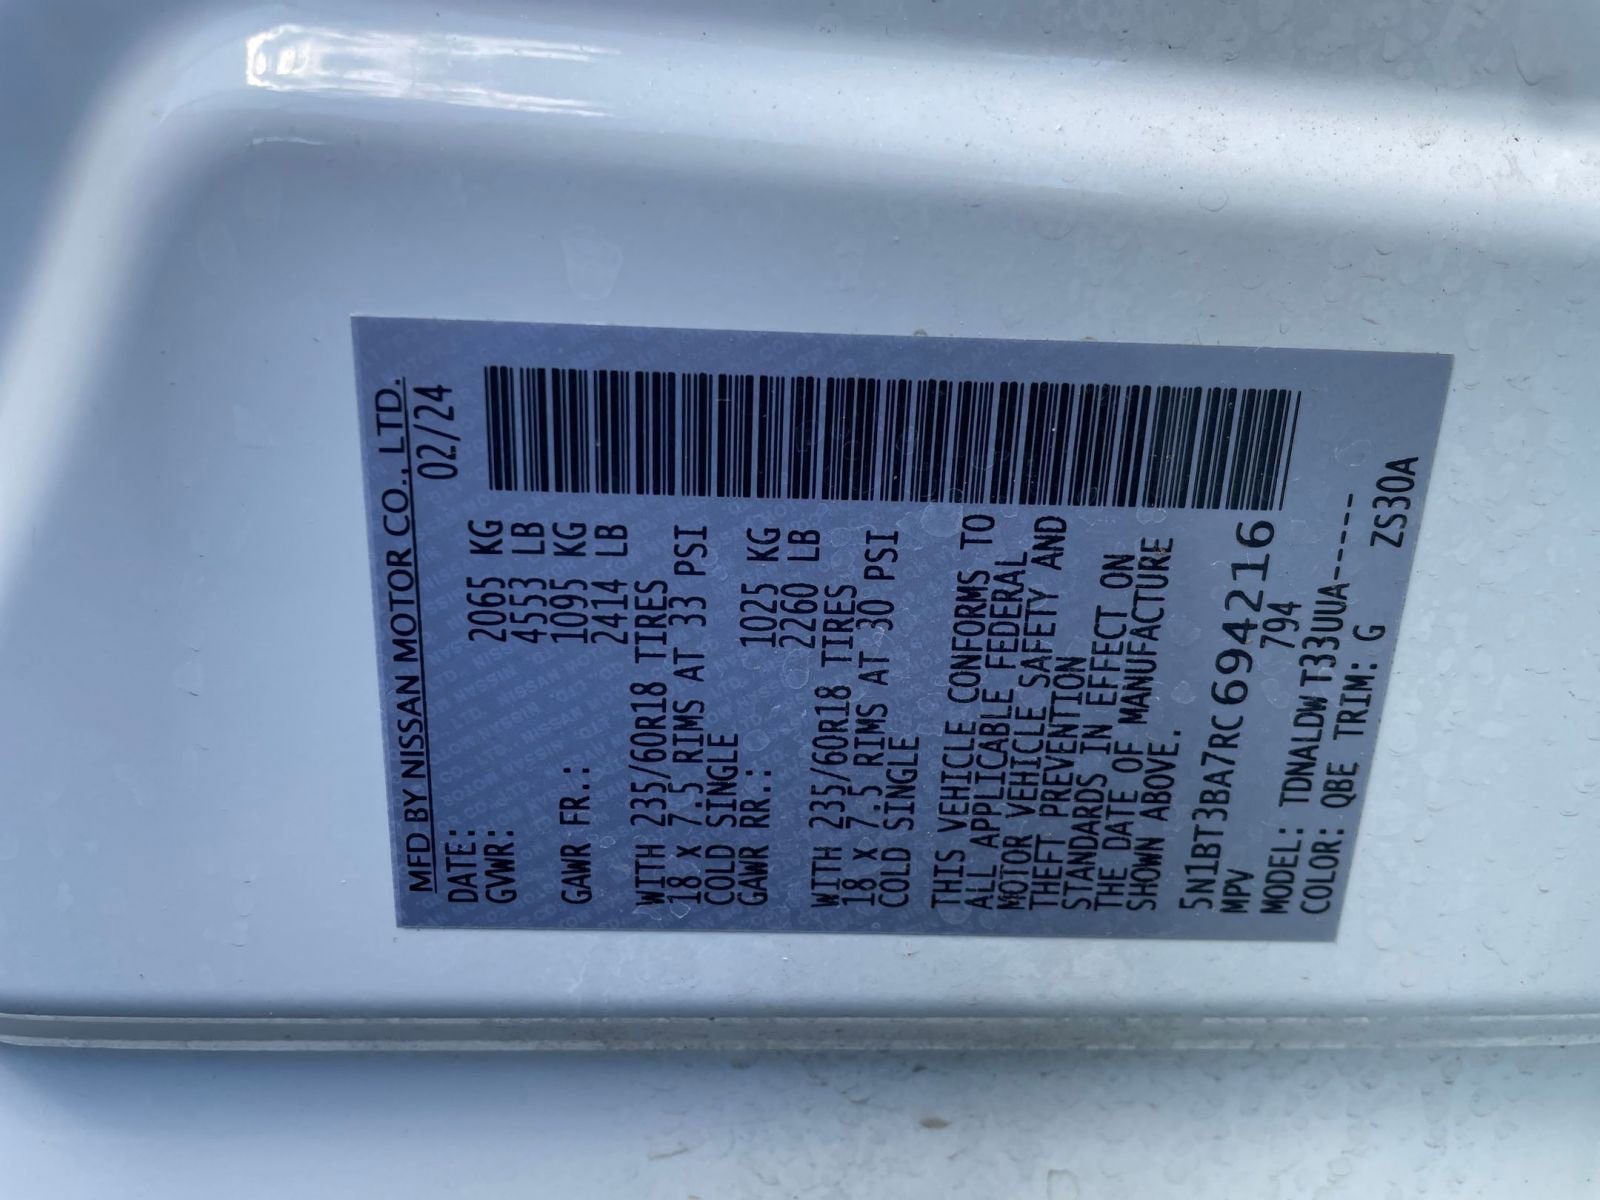 MFD BY NISSAN MOTOR CO., LTD.
DATE: 02/24
GVWR: 2065 KG
4553 LB
GAWR FR.: 1095 KG
2414 LB
WITH 235/60R18 TIRES
18 X 7.5 RIMS AT 33 PSI
COLD SINGLE
GAWR RR.: 1025 KG
2260 LB
WITH 235/60R18 TIRES
18 X 7.5 RIMS AT 30 PSI
COLD SINGLE
THIS VEHICLE CONFORMS TO
ALL APPLICABLE FEDERAL
MOTOR VEHICLE SAFETY AND
THEFT PREVENTION
STANDARDS IN EFFECT ON
THE DATE OF MANUFACTURE
SHOWN ABOVE.
5N1BT3BA7RC694216
MPV 794
MODEL: TDNALDWT33UUA-----
COLOR: QBE TRIM: G ZS30A